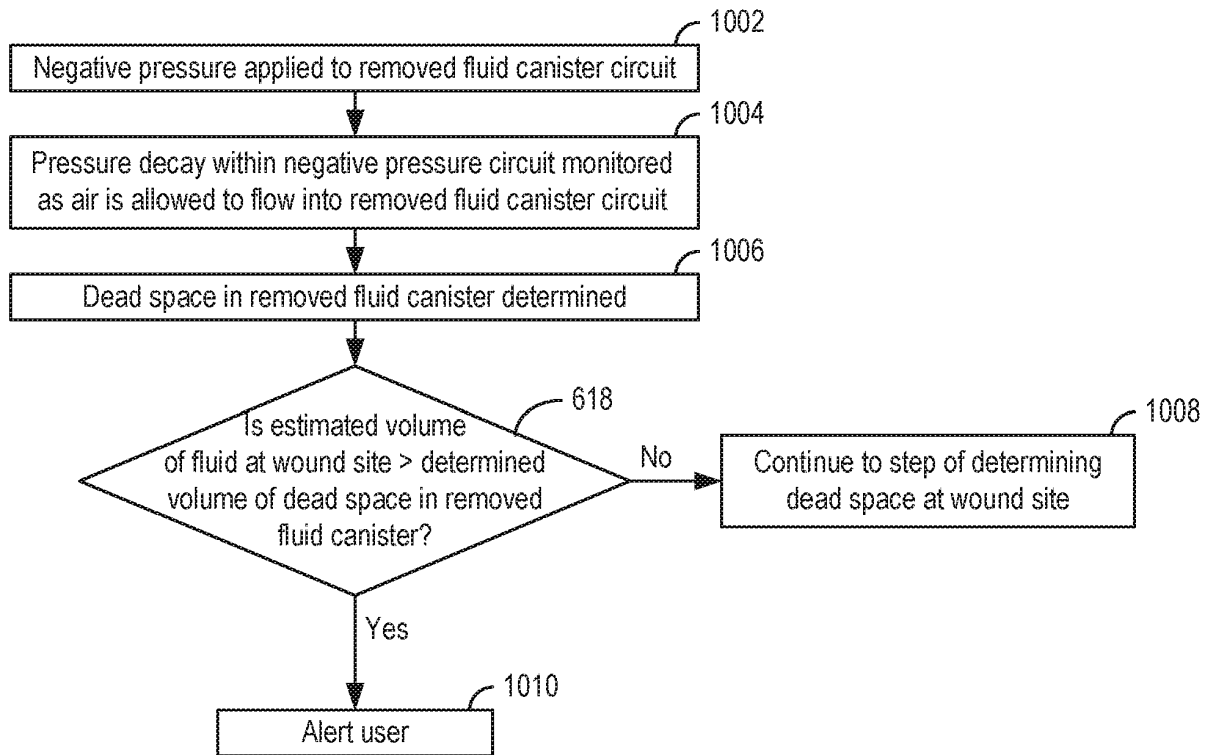 1002
Negative pressure applied to removed fluid canister circuit
1004
Pressure decay within negative pressure circuit monitored
as air is allowed to flow into removed fluid canister circuit
1006
Dead space in removed fluid canister determined
618
Is estimated volume
of fluid at wound site > determined
volume of dead space in removed
fluid canister?
No
1008
Continue to step of determining
dead space at wound site
Yes
1010
Alert user